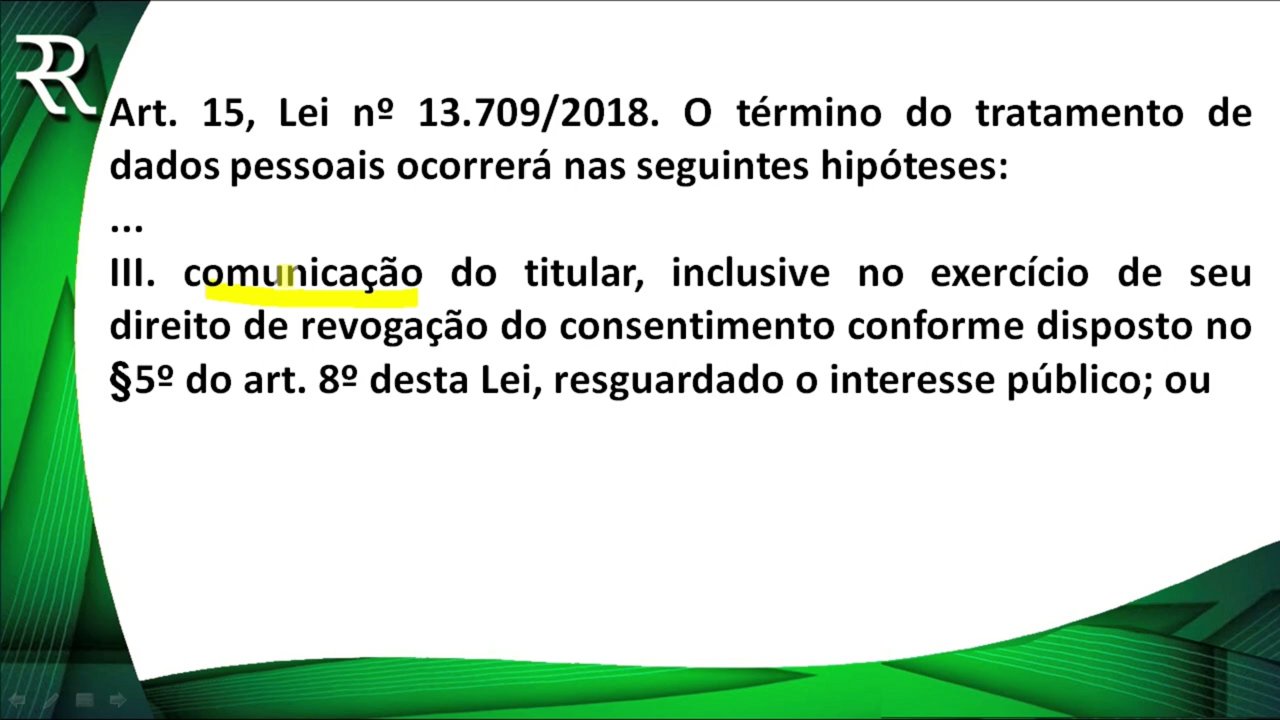 Art. 15, Lei nº 13.709/2018. O término do tratamento de
dados pessoais ocorrerá nas seguintes hipóteses:
...
III. comunicação do titular, inclusive no exercício de seu
direito de revogação do consentimento conforme disposto no
§5º do art. 8º desta Lei, resguardado o interesse público; ou